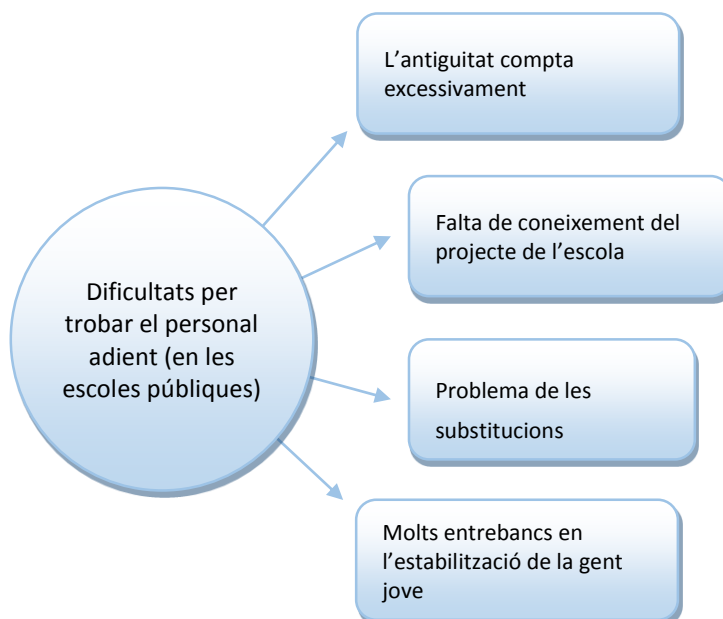 L’antiguitat compta
excessivament
Falta de coneixement del
projecte de l’escola
Dificultats per
trobar el personal
adient (en les
escoles públiques)
Problema de les
substitucions
Molts entrebancs en
l’estabilització de la gent
jove